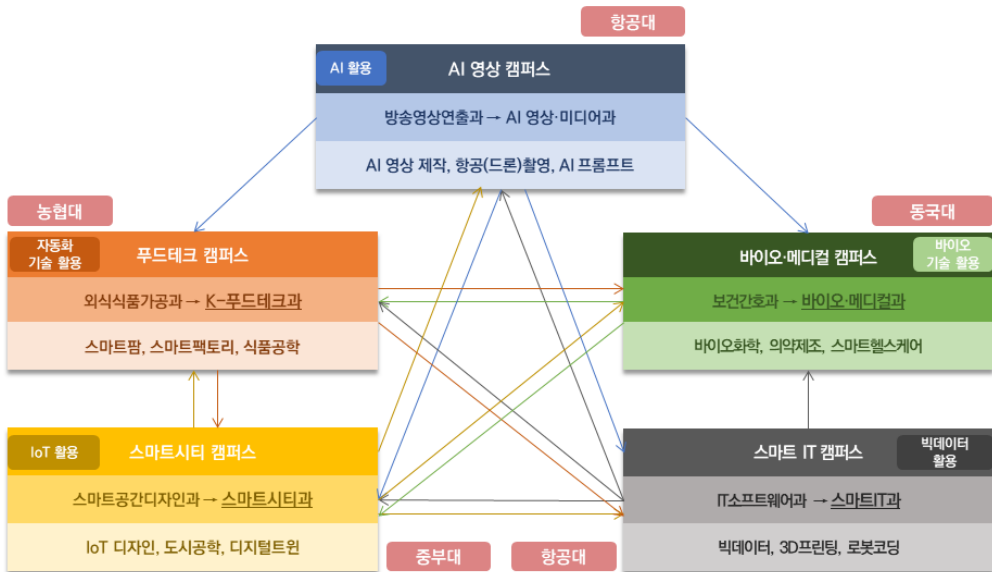 항공대
AI 활용
AI 영상 캠퍼스
방송영상연출과 → AI 영상·미디어과
AI 영상 제작, 항공(드론)촬영, AI 프롬프트
농협대
동국대
자동화
기술 활용
푸드테크 캠퍼스
외식식품가공과 → K-푸드테크과
스마트팜, 스마트팩토리, 식품공학
바이오·메디컬 캠퍼스
바이오
기술 활용
보건간호과 → 바이오·메디컬과
바이오화학, 의약제조, 스마트헬스케어
IoT 활용
스마트시티 캠퍼스
스마트공간디자인과 → 스마트시티과
IoT 디자인, 도시공학, 디지털트윈
스마트 IT 캠퍼스
빅데이터
활용
IT소프트웨어과 → 스마트IT과
빅데이터, 3D프린팅, 로봇코딩
중부대
항공대